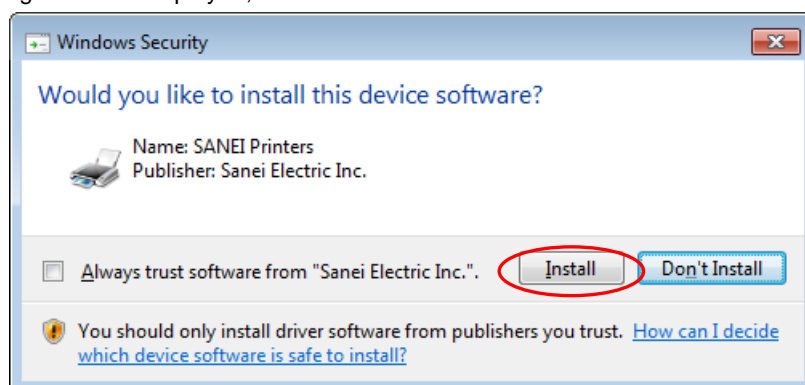 Windows Security
Would you like to install this device software?
Name: SANEI Printers
Publisher: Sanei Electric Inc.
Always trust software from "Sanei Electric Inc.".
Install
Don't Install
You should only install driver software from publishers you trust. How can I decide
which device software is safe to install?